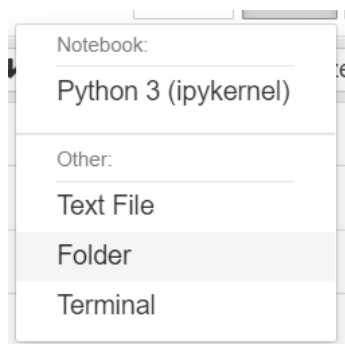 Notebook:
Python 3 (ipykernel)
Other:
Text File
Folder
Terminal